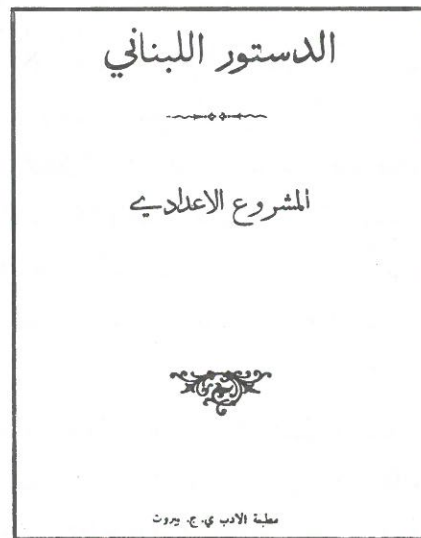 الدستور اللبناني
المشروع الاعدادي
مطبعة الادب ي. ج. بيروت